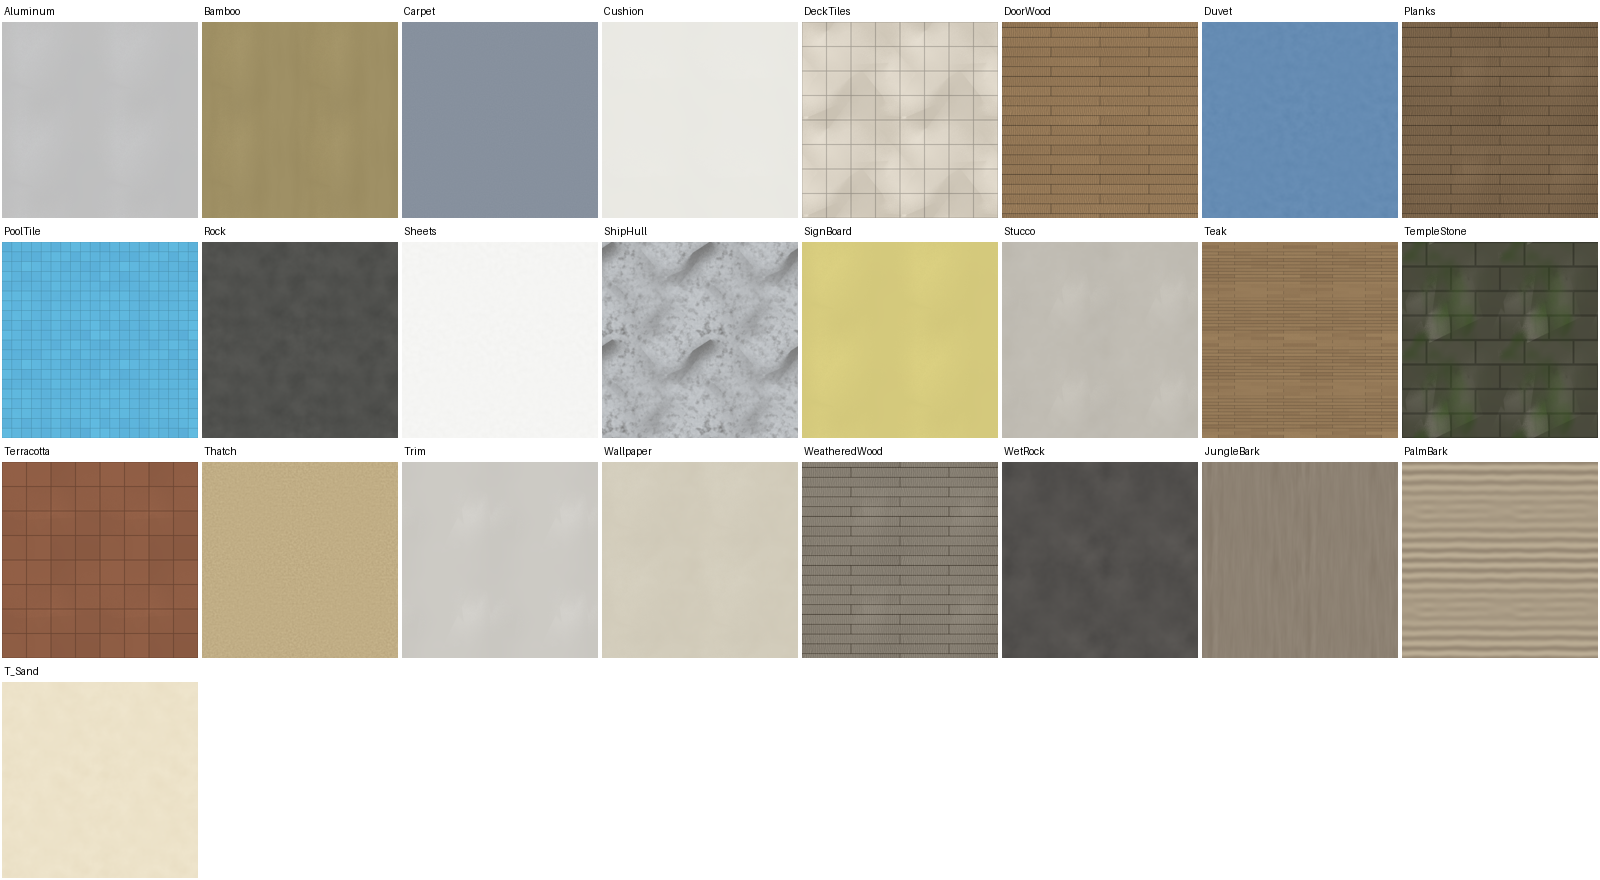 Aluminum Bamboo Carpet Cushion DeckTiles DoorWood Duvet Planks
PoolTile Rock Sheets ShipHull SignBoard Stucco Teak TempleStone
Terracotta Thatch Trim Wallpaper WeatheredWood WetRock JungleBark PalmBark
T_Sand